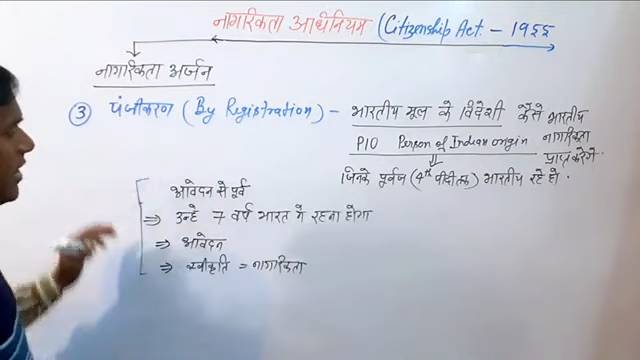 नागरिकता अधिनियम (Citizenship Act. - १९५५
नागरिकता अर्जन
③ पंजीकरण (By Registration) - भारतीय मूल के विदेशी कैसे भारतीय
PIO Person of Indian origin नागरिकता
प्राप्त करेंगे
जिनके पूर्वज (4th पीढ़ी तक) भारतीय रहे हो.
आवेदन से पूर्व
⇒ उन्हे 7 वर्ष भारत मे रहना होगा
⇒ आवेदन
⇒ स्वीकृति = नागरिकता